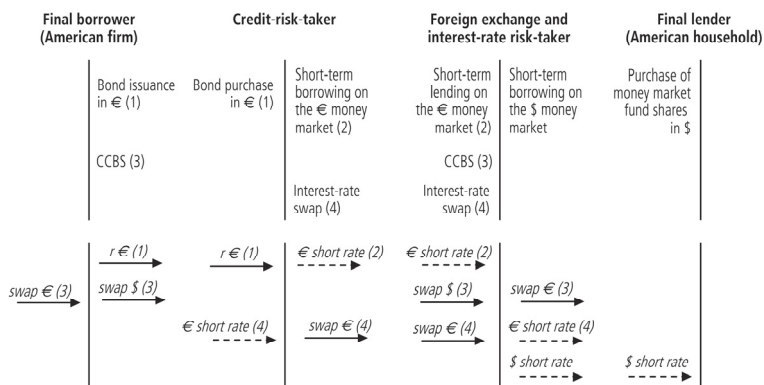 Final borrower
(American firm)
Credit-risk-taker
Foreign exchange and
interest-rate risk-taker
Final lender
(American household)
Bond issuance
in € (1)
CCBS (3)
Bond purchase
in € (1)
Short-term
borrowing on
the € money
market (2)
Interest-rate
swap (4)
Short-term
lending on
the € money
market (2)
CCBS (3)
Interest-rate
swap (4)
Short-term
borrowing on
the $ money
market
Purchase of
money market
fund shares
in $
r € (1)
r € (1)
€ short rate (2)
€ short rate (2)
swap € (3)
swap $ (3)
swap $ (3)
swap € (3)
€ short rate (4)
swap € (4)
swap € (4)
€ short rate (4)
$ short rate
$ short rate